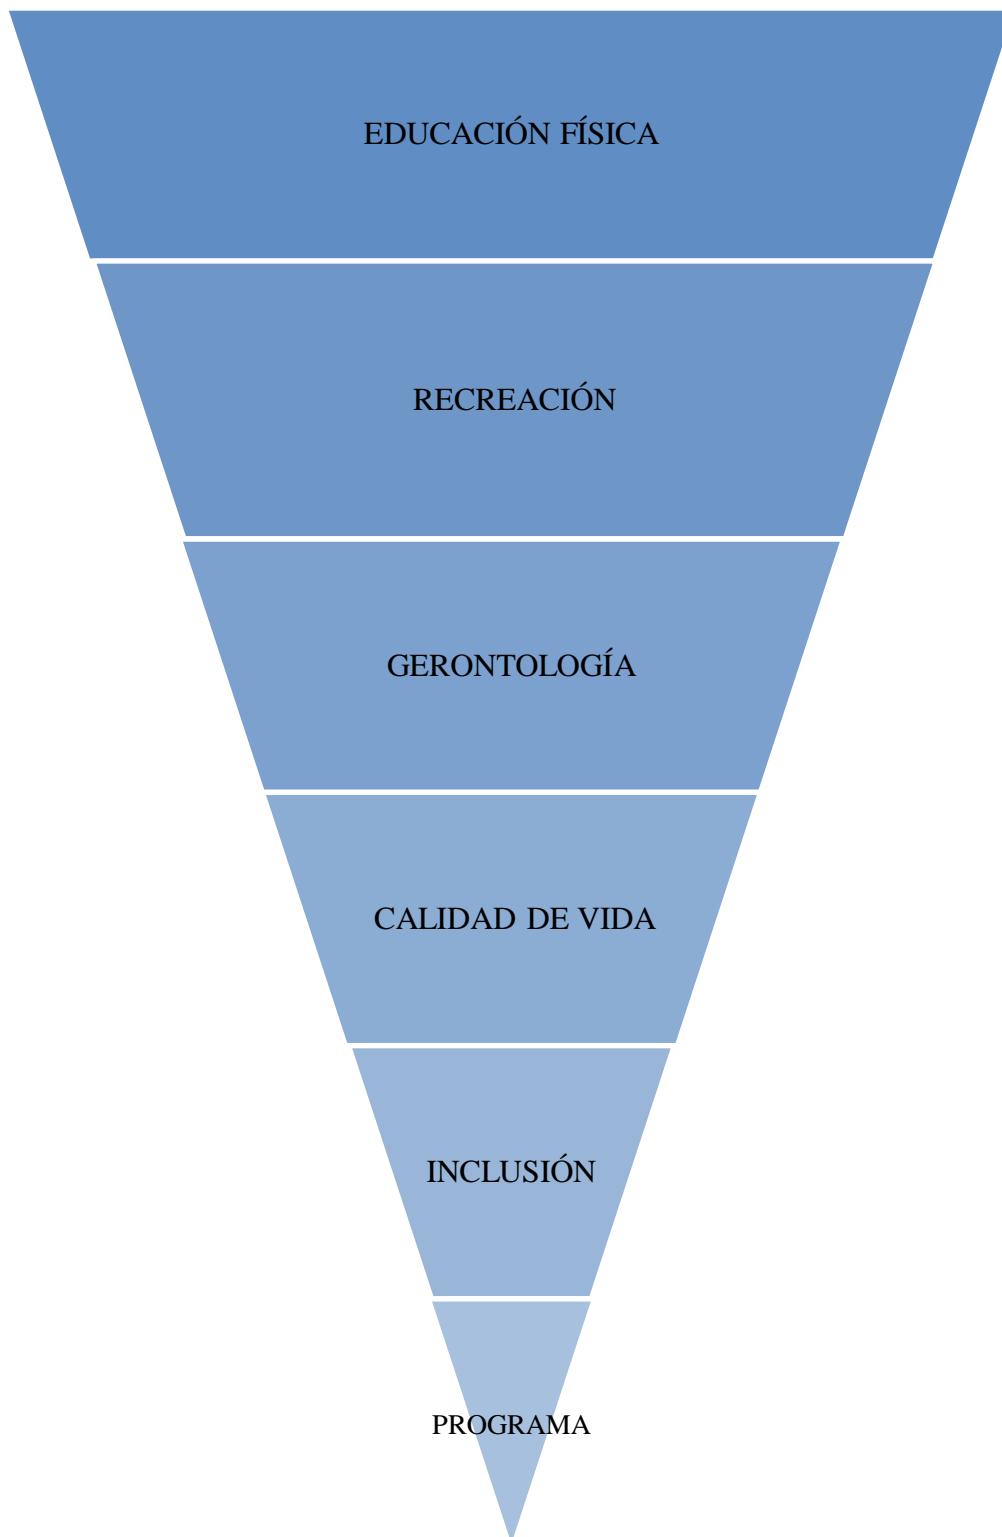 EDUCACIÓN FÍSICA
RECREACIÓN
GERONTOLOGÍA
CALIDAD DE VIDA
INCLUSIÓN
PROGRAMA